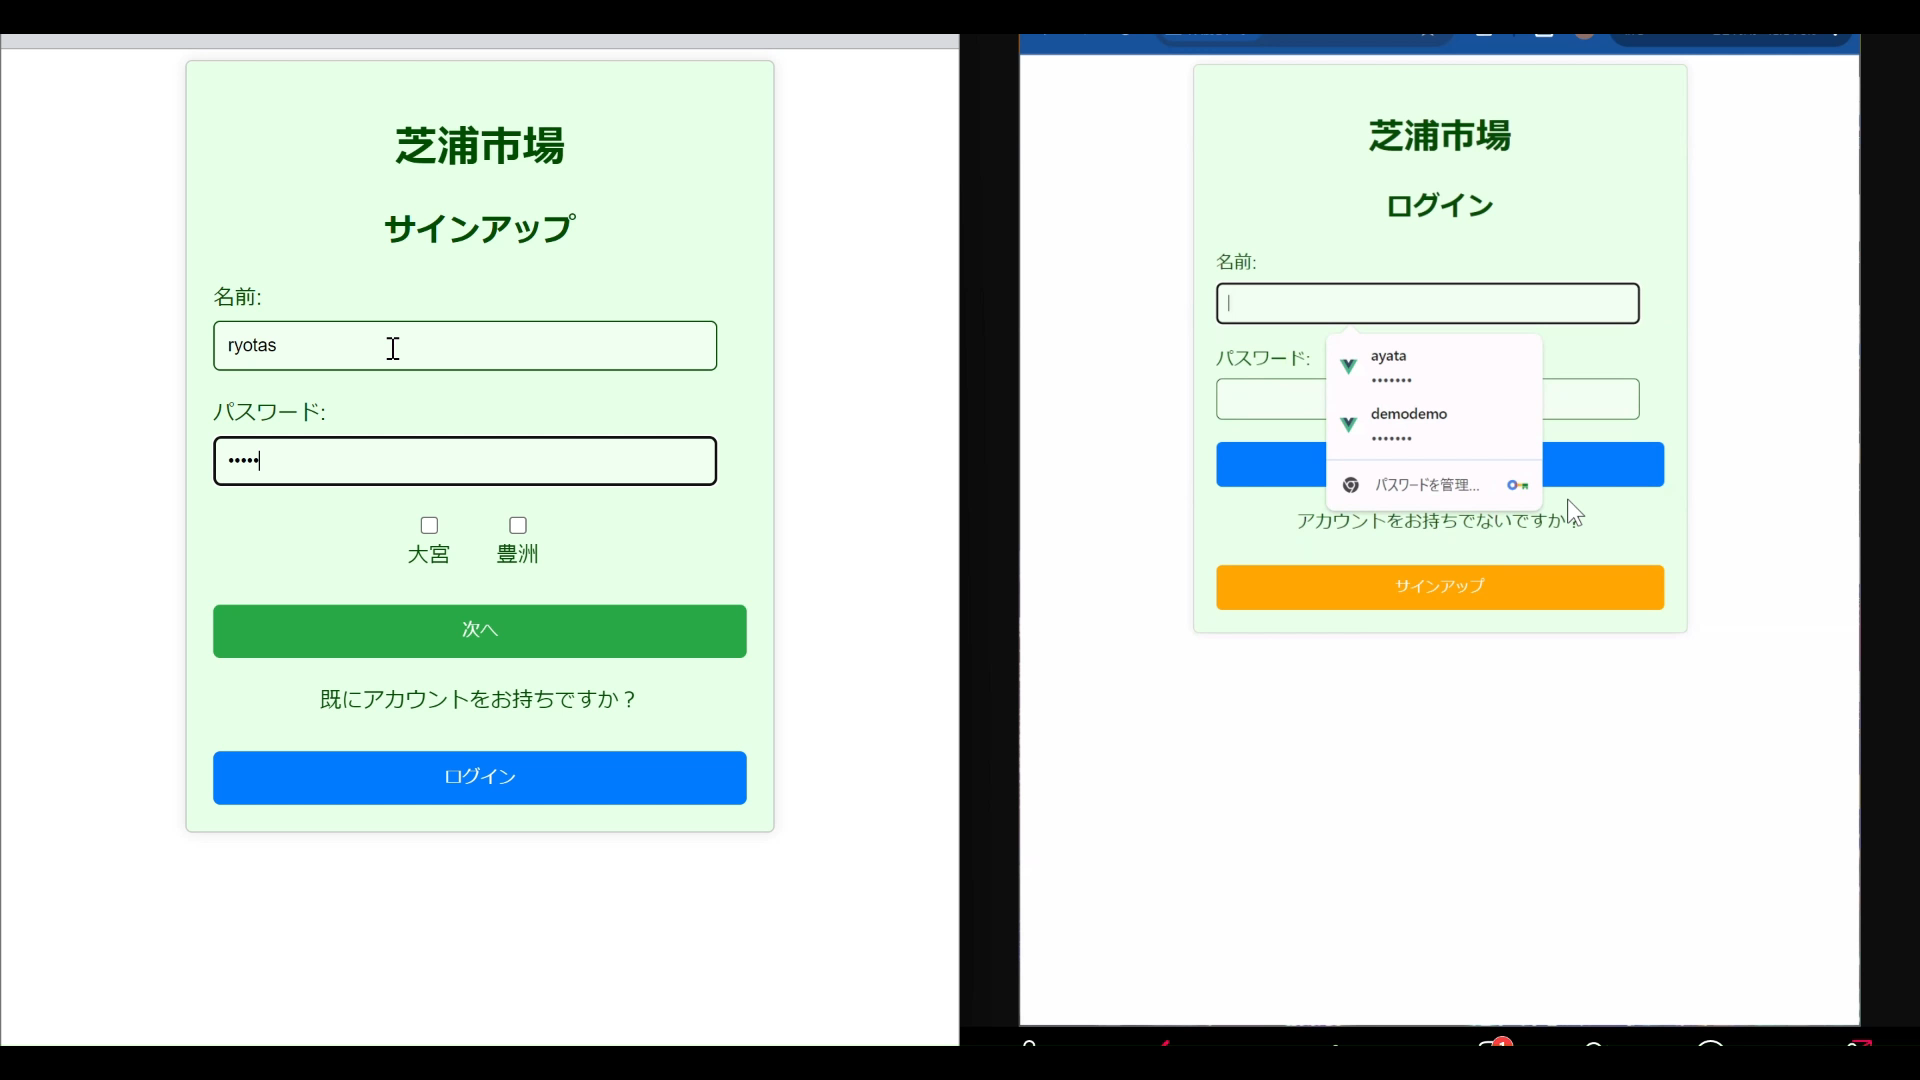 芝浦市場
サインアップ
名前:
ryotas
パスワード:
•••••
大宮
豊洲
次へ
既にアカウントをお持ちですか？
ログイン
芝浦市場
ログイン
名前:
パスワード:
ayata
•••••••
demodemo
•••••••
パスワードを管理...
アカウントをお持ちでないですか
サインアップ
1